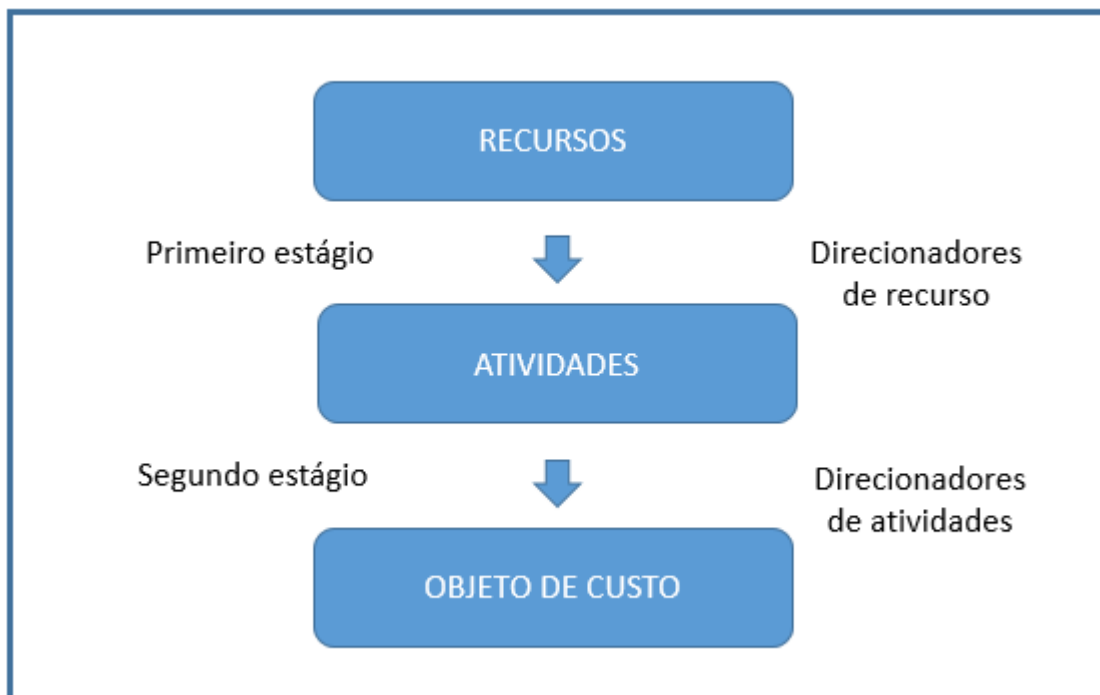 RECURSOS
Primeiro estágio
Direcionadores
de recurso
ATIVIDADES
Segundo estágio
Direcionadores
de atividades
OBJETO DE CUSTO